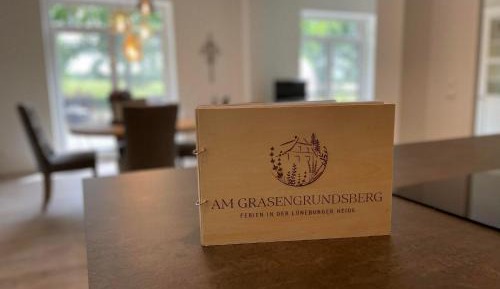 AM GRASENGRUNDSBERG
FERIEN IN DER LÜNEBURGER HEIDE